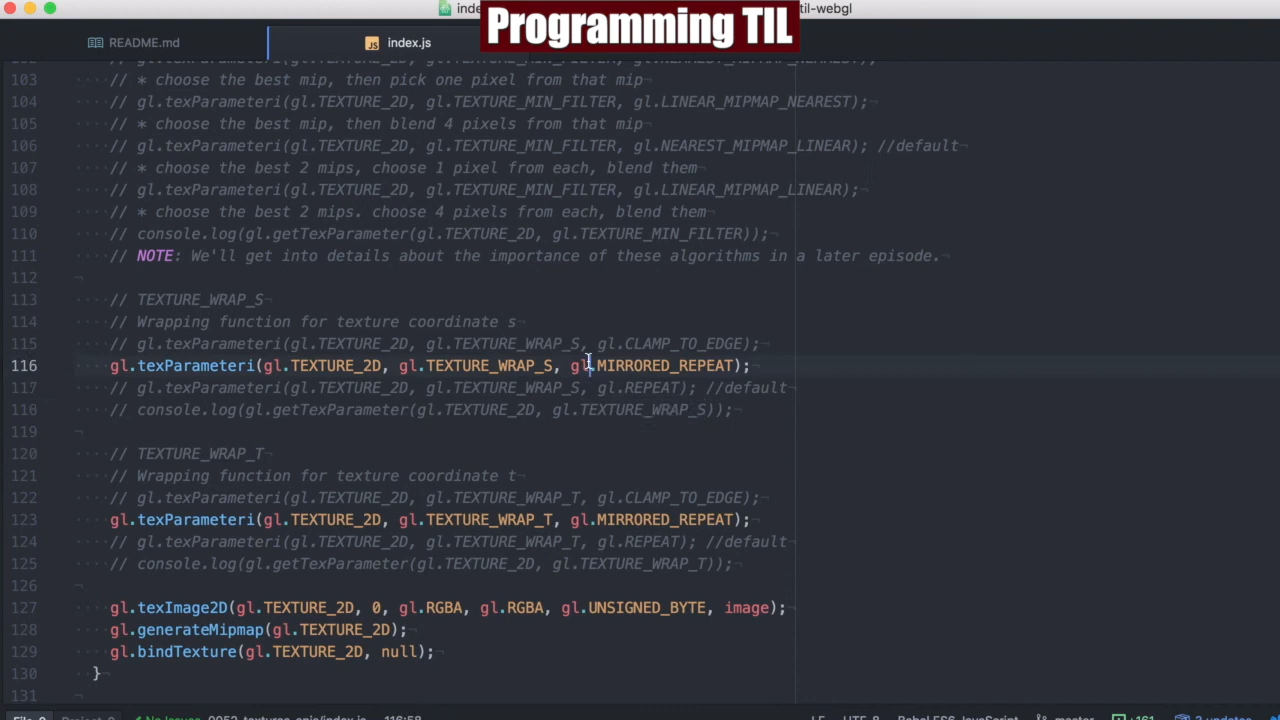 Programming TIL
inde
til-webgl
README.md
index.js
103 // * choose the best mip, then pick one pixel from that mip¬
104 // gl.texParameteri(gl.TEXTURE_2D, gl.TEXTURE_MIN_FILTER, gl.LINEAR_MIPMAP_NEAREST);¬
105 // * choose the best mip, then blend 4 pixels from that mip¬
106 // gl.texParameteri(gl.TEXTURE_2D, gl.TEXTURE_MIN_FILTER, gl.NEAREST_MIPMAP_LINEAR); //default¬
107 // * choose the best 2 mips, choose 1 pixel from each, blend them¬
108 // gl.texParameteri(gl.TEXTURE_2D, gl.TEXTURE_MIN_FILTER, gl.LINEAR_MIPMAP_LINEAR);¬
109 // * choose the best 2 mips. choose 4 pixels from each, blend them¬
110 // console.log(gl.getTexParameter(gl.TEXTURE_2D, gl.TEXTURE_MIN_FILTER));¬
111 // NOTE: We'll get into details about the importance of these algorithms in a later episode.¬
112 ¬
113 // TEXTURE_WRAP_S¬
114 // Wrapping function for texture coordinate s¬
115 // gl.texParameteri(gl.TEXTURE_2D, gl.TEXTURE_WRAP_S, gl.CLAMP_TO_EDGE);¬
116 gl.texParameteri(gl.TEXTURE_2D, gl.TEXTURE_WRAP_S, gl.MIRRORED_REPEAT);¬
117 // gl.texParameteri(gl.TEXTURE_2D, gl.TEXTURE_WRAP_S, gl.REPEAT); //default¬
118 // console.log(gl.getTexParameter(gl.TEXTURE_2D, gl.TEXTURE_WRAP_S));¬
119 ¬
120 // TEXTURE_WRAP_T¬
121 // Wrapping function for texture coordinate t¬
122 // gl.texParameteri(gl.TEXTURE_2D, gl.TEXTURE_WRAP_T, gl.CLAMP_TO_EDGE);¬
123 gl.texParameteri(gl.TEXTURE_2D, gl.TEXTURE_WRAP_T, gl.MIRRORED_REPEAT);¬
124 // gl.texParameteri(gl.TEXTURE_2D, gl.TEXTURE_WRAP_T, gl.REPEAT); //default¬
125 // console.log(gl.getTexParameter(gl.TEXTURE_2D, gl.TEXTURE_WRAP_T));¬
126 ¬
127 gl.texImage2D(gl.TEXTURE_2D, 0, gl.RGBA, gl.RGBA, gl.UNSIGNED_BYTE, image);¬
128 gl.generateMipmap(gl.TEXTURE_2D);¬
129 gl.bindTexture(gl.TEXTURE_2D, null);¬
130 }¬
131 ¬